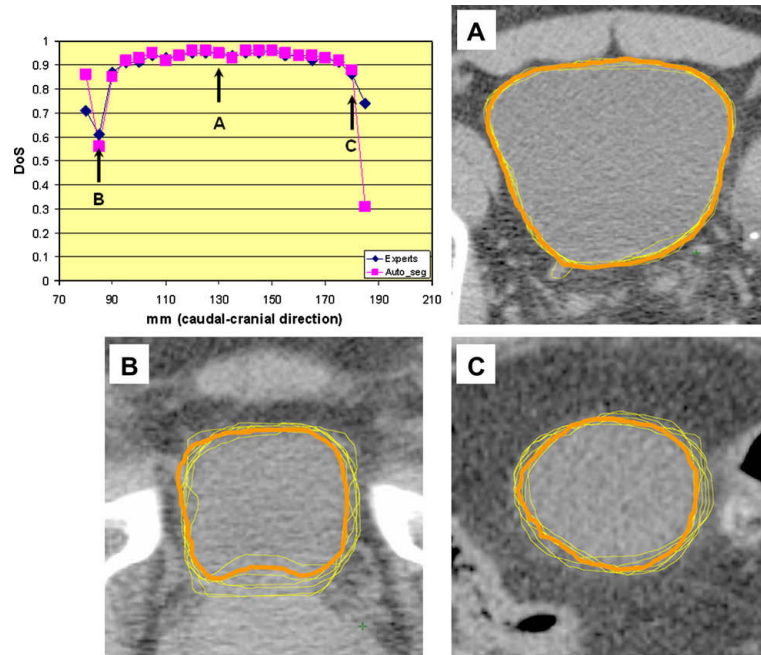 1
0.9
0.8
0.7
0.6
0.5
0.4
0.3
0.2
0.1
0
DoS
A
B
C
Experts
Auto_seg
70 90 110 130 150 170 190 210
mm (caudal-cranial direction)
A
B
C